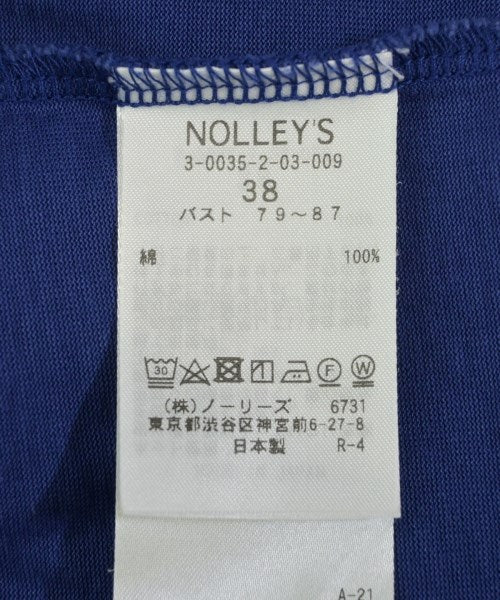 NOLLEY'S
3-0035-2-03-009
38
バスト 79～87
綿 100%
30 F W
(株)ノーリーズ 6731
東京都渋谷区神宮前6-27-8
日本製 R-4
A-21